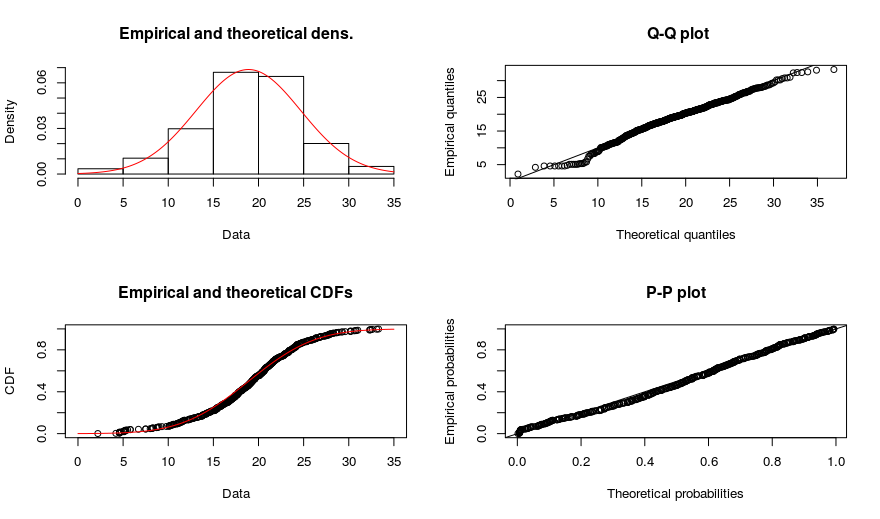 Empirical and theoretical dens.
Density
0.00 0.03 0.06
0 5 10 15 20 25 30 35
Data
Q-Q plot
Empirical quantiles
5 15 25
0 5 10 15 20 25 30 35
Theoretical quantiles
Empirical and theoretical CDFs
CDF
0.0 0.4 0.8
0 5 10 15 20 25 30 35
Data
P-P plot
Empirical probabilities
0.0 0.4 0.8
0.0 0.2 0.4 0.6 0.8 1.0
Theoretical probabilities